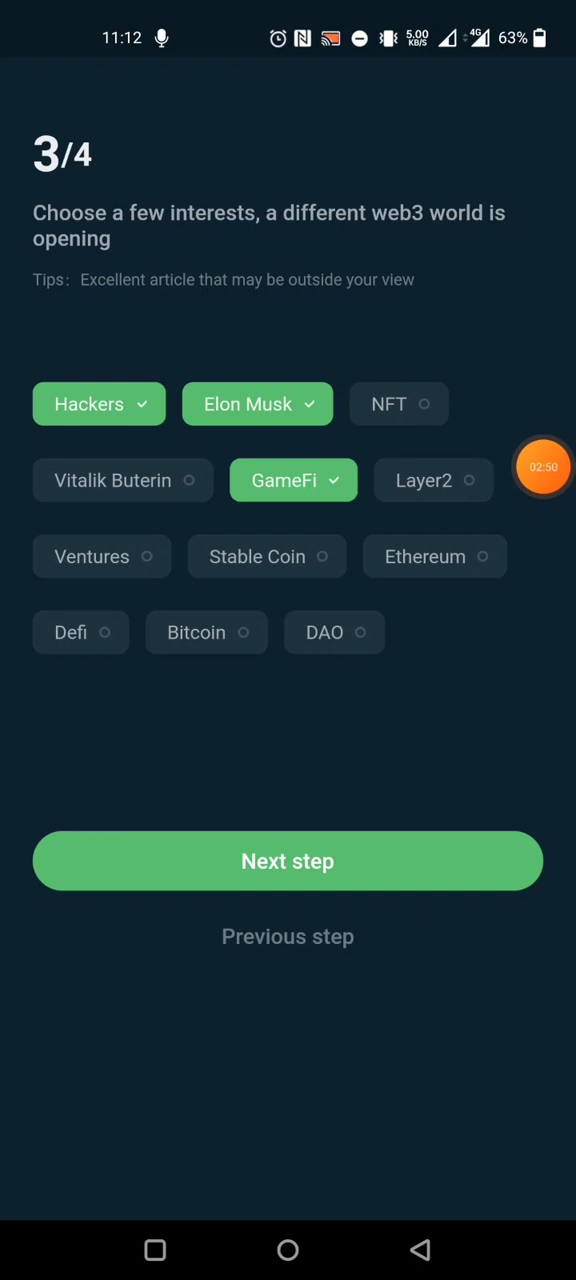 11:12 5.00 KB/S 4G 63%
3/4
Choose a few interests, a different web3 world is
opening
Tips: Excellent article that may be outside your view
Hackers Elon Musk NFT
Vitalik Buterin GameFi Layer2
02:50
Ventures Stable Coin Ethereum
Defi Bitcoin DAO
Next step
Previous step